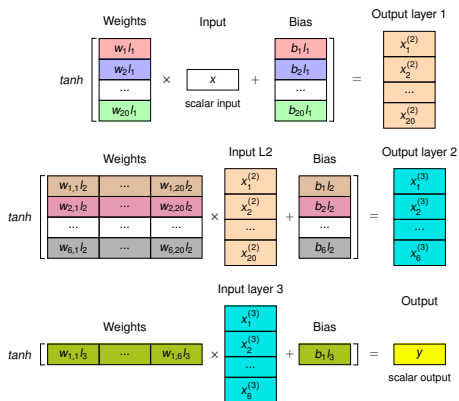 Weights Input Bias Output layer 1
tanh [ w₁l₁ × x + b₁l₁ ] = x₁⁽²⁾
w₂l₁ b₂l₁ x₂⁽²⁾
... ... ...
w₂₀l₁ b₂₀l₁ x₂₀⁽²⁾
scalar input
Weights Input L2 Bias Output layer 2
tanh [ w₁,₁l₂ ... w₁,₂₀l₂ × x₁⁽²⁾ + b₁l₂ ] = x₁⁽³⁾
w₂,₁l₂ ... w₂,₂₀l₂ x₂⁽²⁾ b₂l₂ x₂⁽³⁾
... ... ... ... ... ...
w₆,₁l₂ ... w₆,₂₀l₂ x₂₀⁽²⁾ b₆l₂ x₆⁽³⁾
Weights Input layer 3 Bias Output
tanh [ w₁,₁l₃ ... w₁,₆l₃ × x₁⁽³⁾ + b₁l₃ ] = y
x₂⁽³⁾
...
x₆⁽³⁾
scalar output